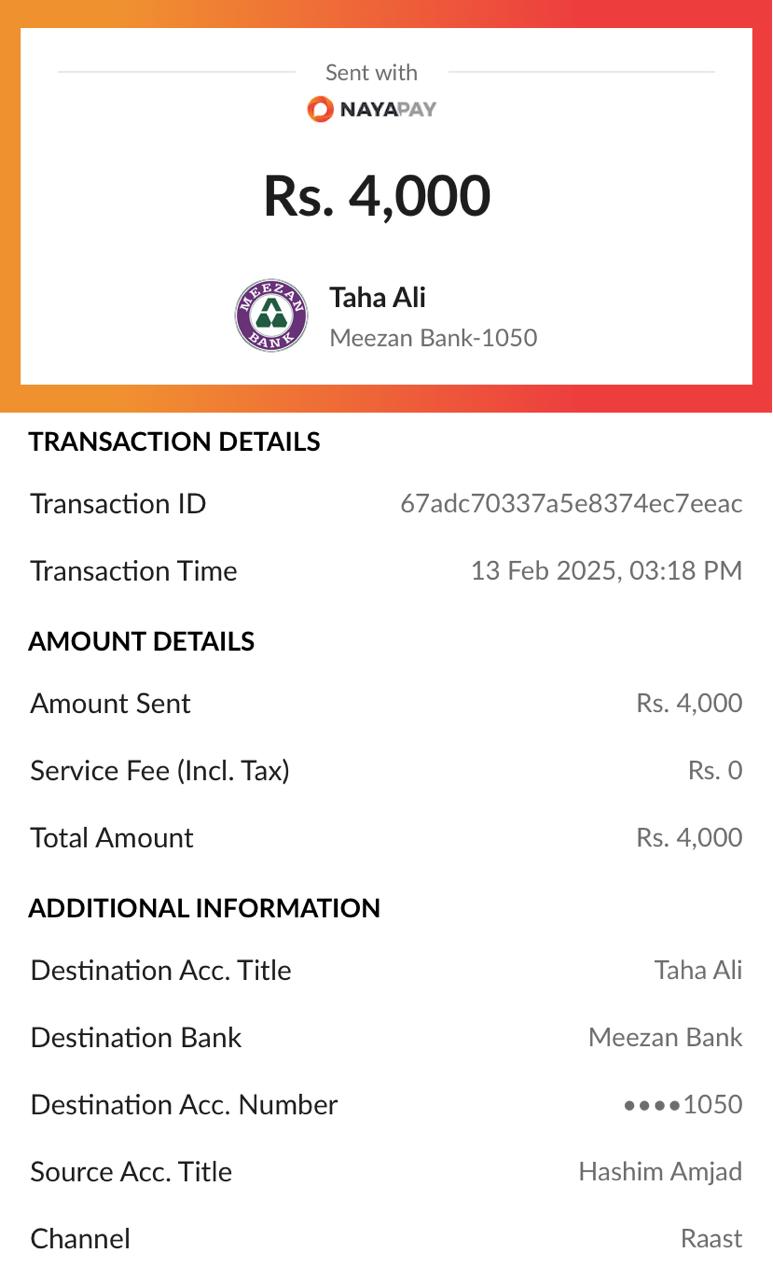 Sent with
NAYAPAY
Rs. 4,000
MEEZAN BANK
Taha Ali
Meezan Bank-1050
TRANSACTION DETAILS
Transaction ID 67adc70337a5e8374ec7eeac
Transaction Time 13 Feb 2025, 03:18 PM
AMOUNT DETAILS
Amount Sent Rs. 4,000
Service Fee (Incl. Tax) Rs. 0
Total Amount Rs. 4,000
ADDITIONAL INFORMATION
Destination Acc. Title Taha Ali
Destination Bank Meezan Bank
Destination Acc. Number ••••1050
Source Acc. Title Hashim Amjad
Channel Raast